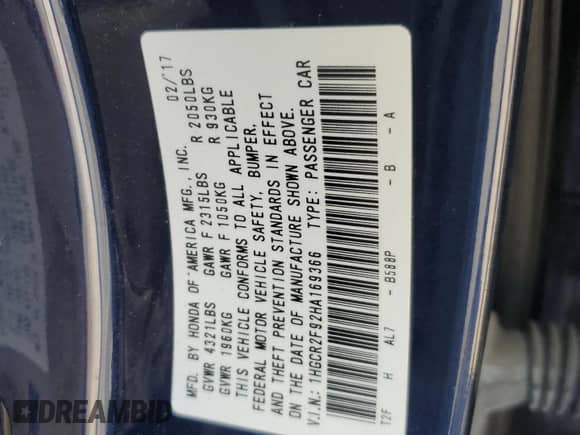 MFD. BY HONDA OF AMERICA MFG., INC. 02/17
GVWR 4321LBS GAWR F 2315LBS R 2050LBS
GVWR 1960KG GAWR F 1050KG R 930KG
THIS VEHICLE CONFORMS TO ALL APPLICABLE
FEDERAL MOTOR VEHICLE SAFETY, BUMPER,
AND THEFT PREVENTION STANDARDS IN EFFECT
ON THE DATE OF MANUFACTURE SHOWN ABOVE.
V.I.N.: 1HGCR2F92HA169366 TYPE: PASSENGER CAR
T2F H AL7 - B588P - B - A
DREAMBID